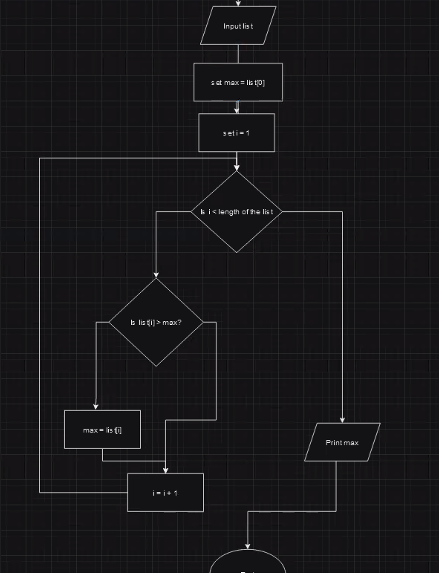 Input list
set max = list[0]
set i = 1
Is i < length of the list
Is list[i] > max?
max = list[i]
Print max
i = i + 1